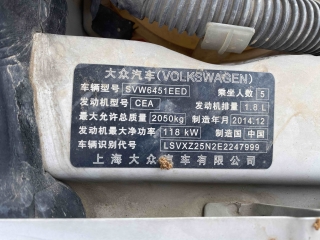 大众汽车(VOLKSWAGEN)
车辆型号 SVW6451EED 乘坐人数 5
发动机型号 CEA 发动机排量 1.8 L
最大允许总质量 2050kg 制造年月 2014.12
发动机最大净功率 118 kW 制造国 中国
车辆识别代号 LSVXZ25N2E2247999
上海大众汽车有限公司